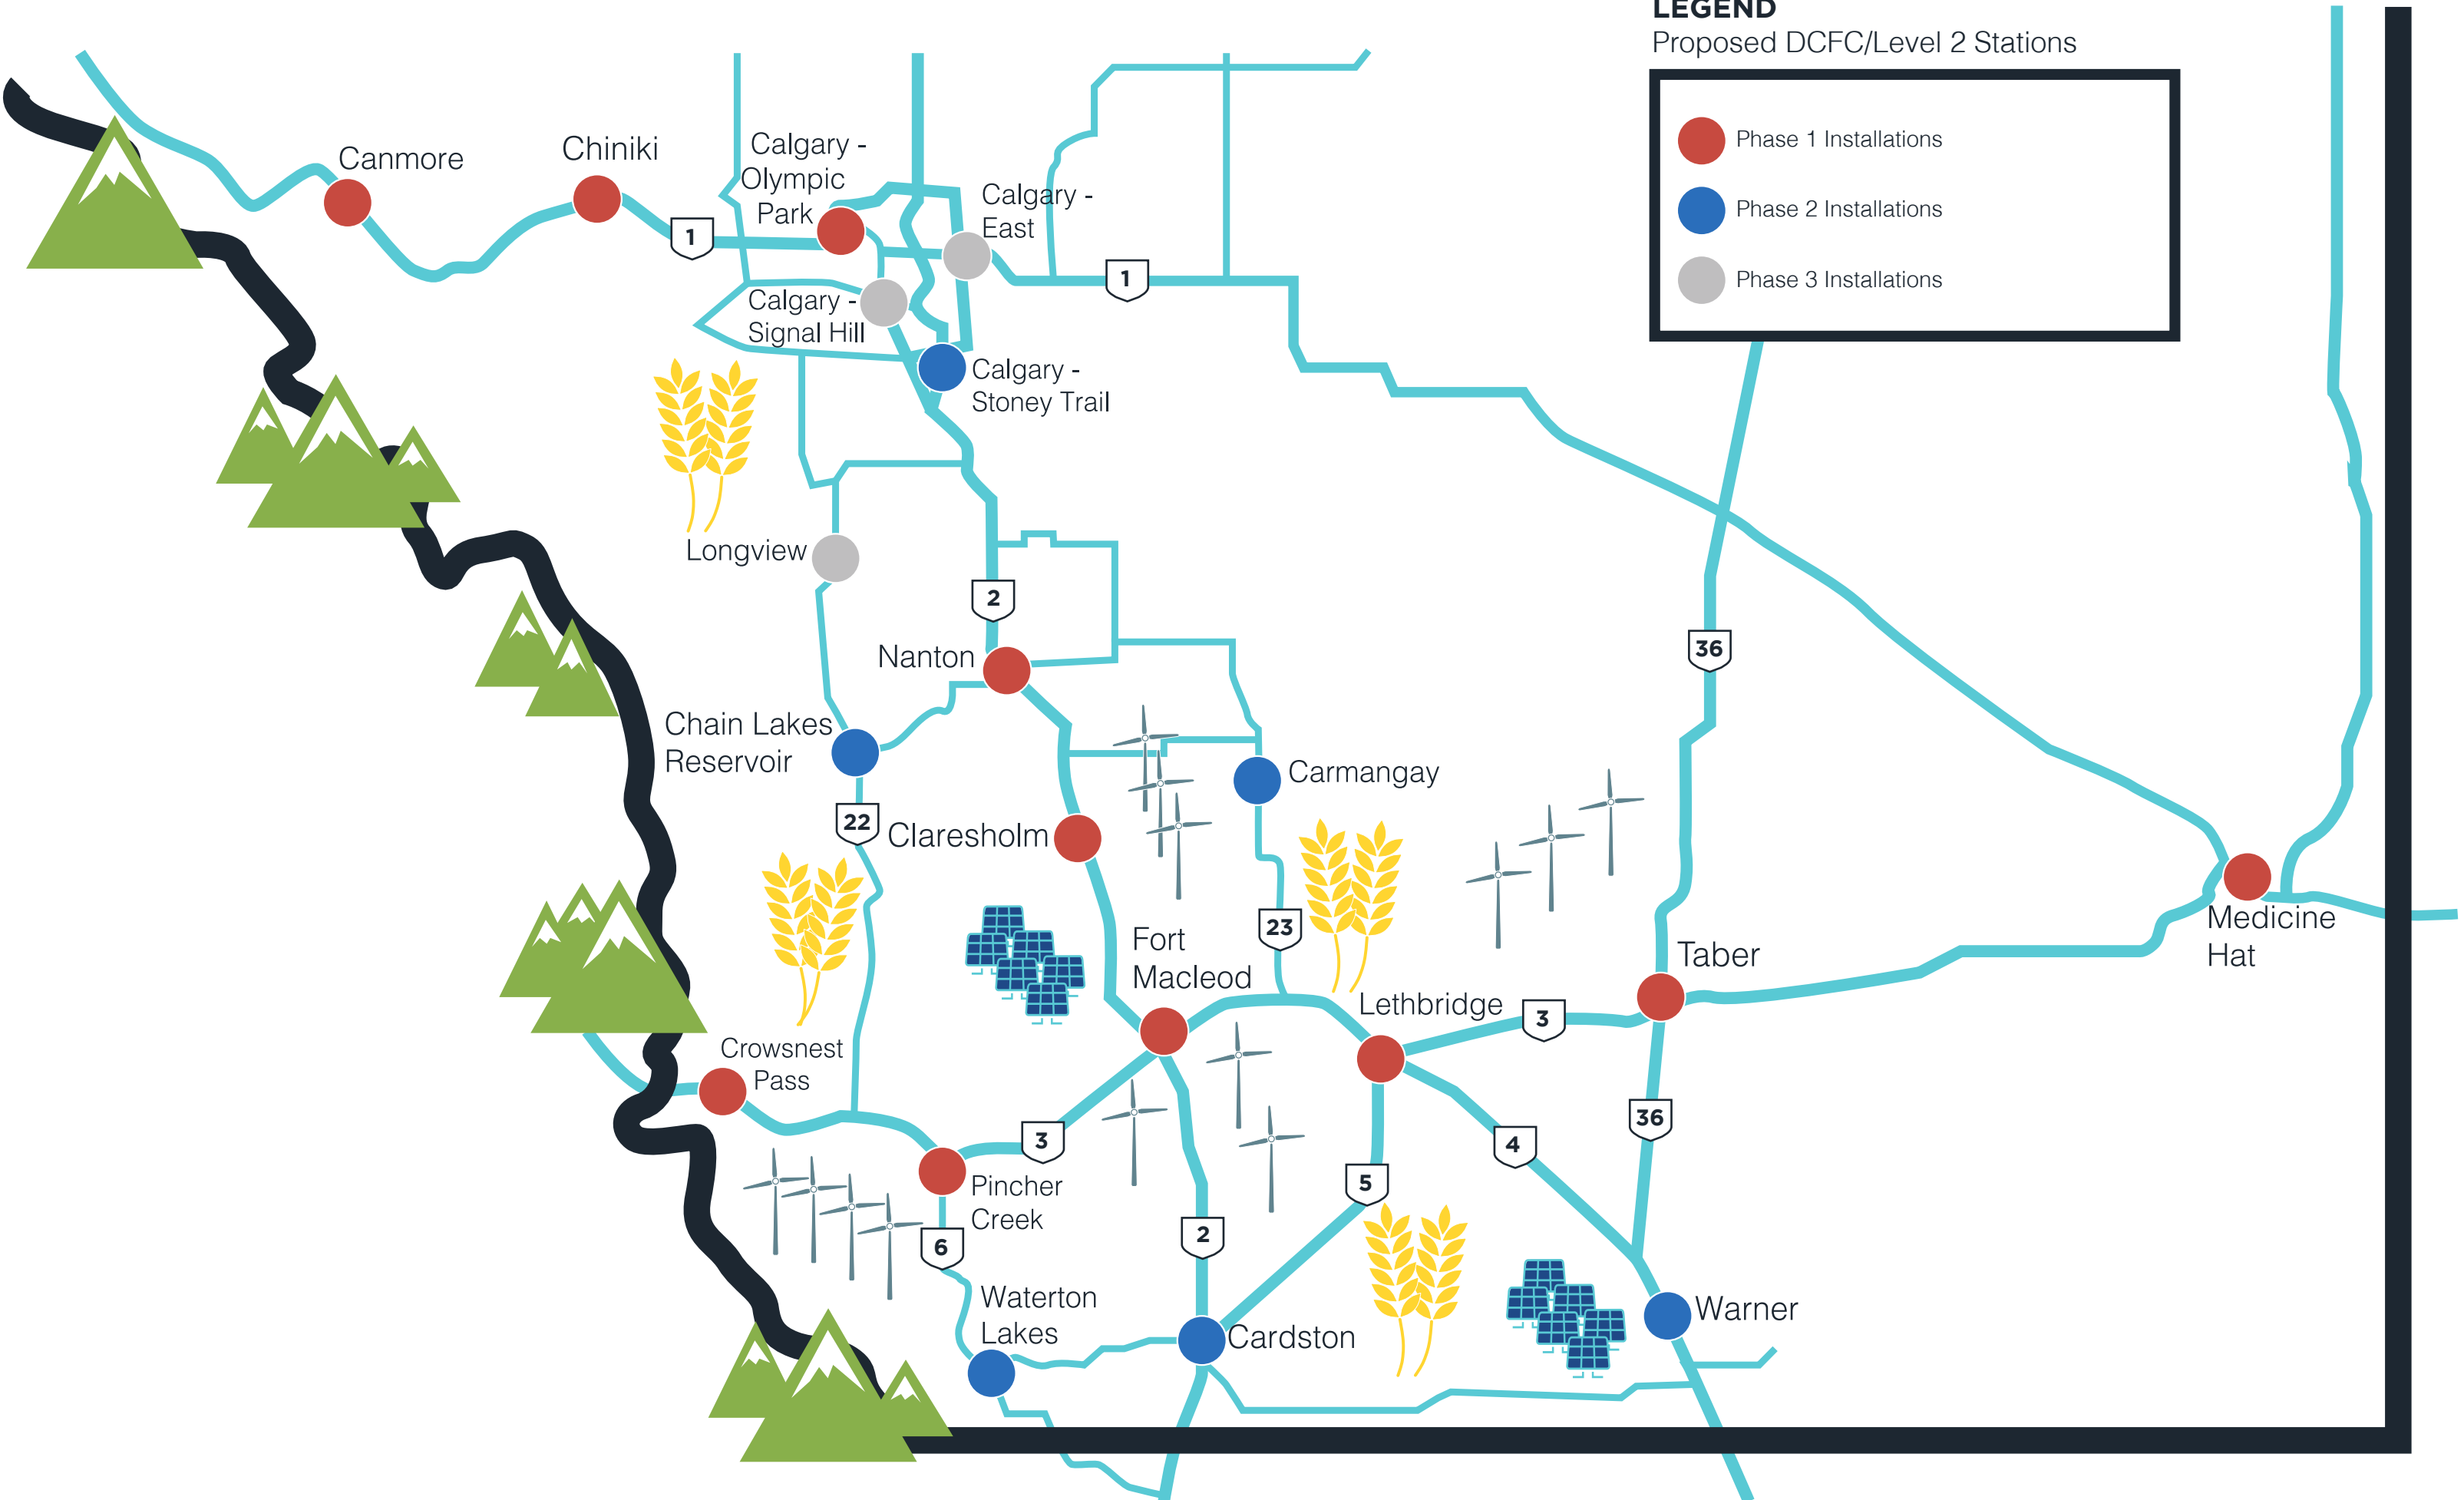 LEGEND
Proposed DCFC/Level 2 Stations
Phase 1 Installations
Phase 2 Installations
Phase 3 Installations
Canmore
Chiniki
1
Calgary -
Olympic
Park
Calgary -
East
1
Calgary -
Signal Hill
Calgary -
Stoney Trail
Longview
2
Nanton
36
Chain Lakes
Reservoir
Carmangay
22
Claresholm
23
Fort
Macleod
Medicine
Hat
Taber
Lethbridge
3
Crowsnest
Pass
3
36
4
Pincher
Creek
5
6
2
Waterton
Lakes
Cardston
Warner